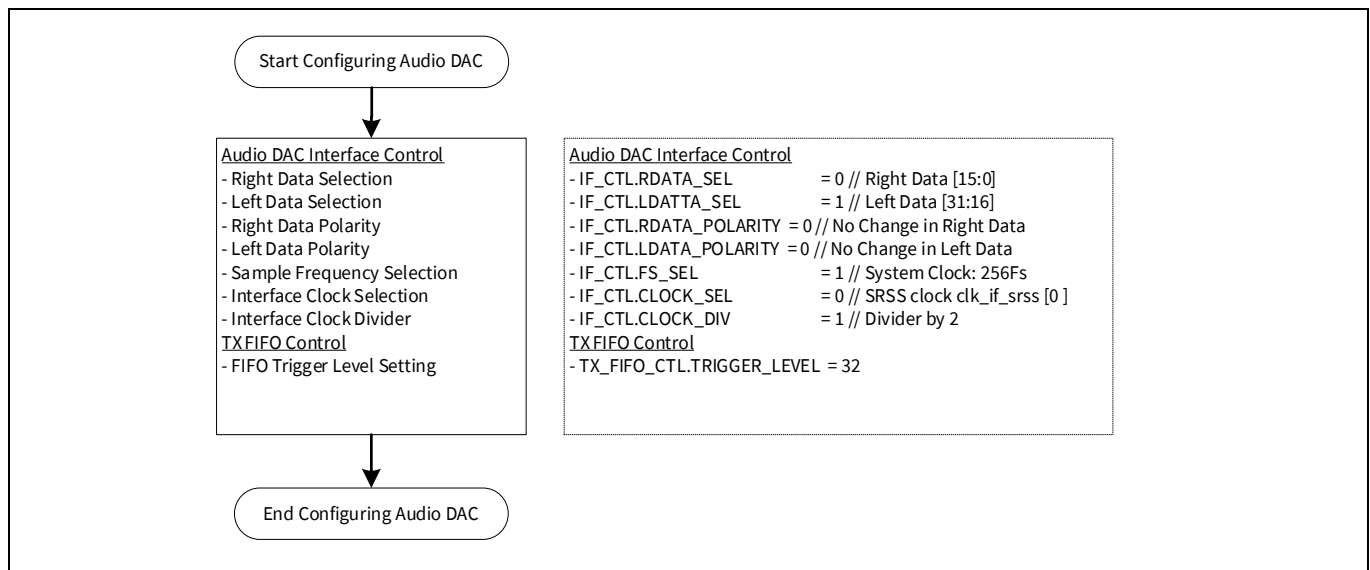 Start Configuring Audio DAC
Audio DAC Interface Control
- Right Data Selection
- Left Data Selection
- Right Data Polarity
- Left Data Polarity
- Sample Frequency Selection
- Interface Clock Selection
- Interface Clock Divider
TX FIFO Control
- FIFO Trigger Level Setting
Audio DAC Interface Control
- IF_CTL.RDATA_SEL = 0 // Right Data [15:0]
- IF_CTL.LDATTA_SEL = 1 // Left Data [31:16]
- IF_CTL.RDATA_POLARITY = 0 // No Change in Right Data
- IF_CTL.LDATA_POLARITY = 0 // No Change in Left Data
- IF_CTL.FS_SEL = 1 // System Clock: 256Fs
- IF_CTL.CLOCK_SEL = 0 // SRSS clock clk_if_srss [0 ]
- IF_CTL.CLOCK_DIV = 1 // Divider by 2
TX FIFO Control
- TX_FIFO_CTL.TRIGGER_LEVEL = 32
End Configuring Audio DAC